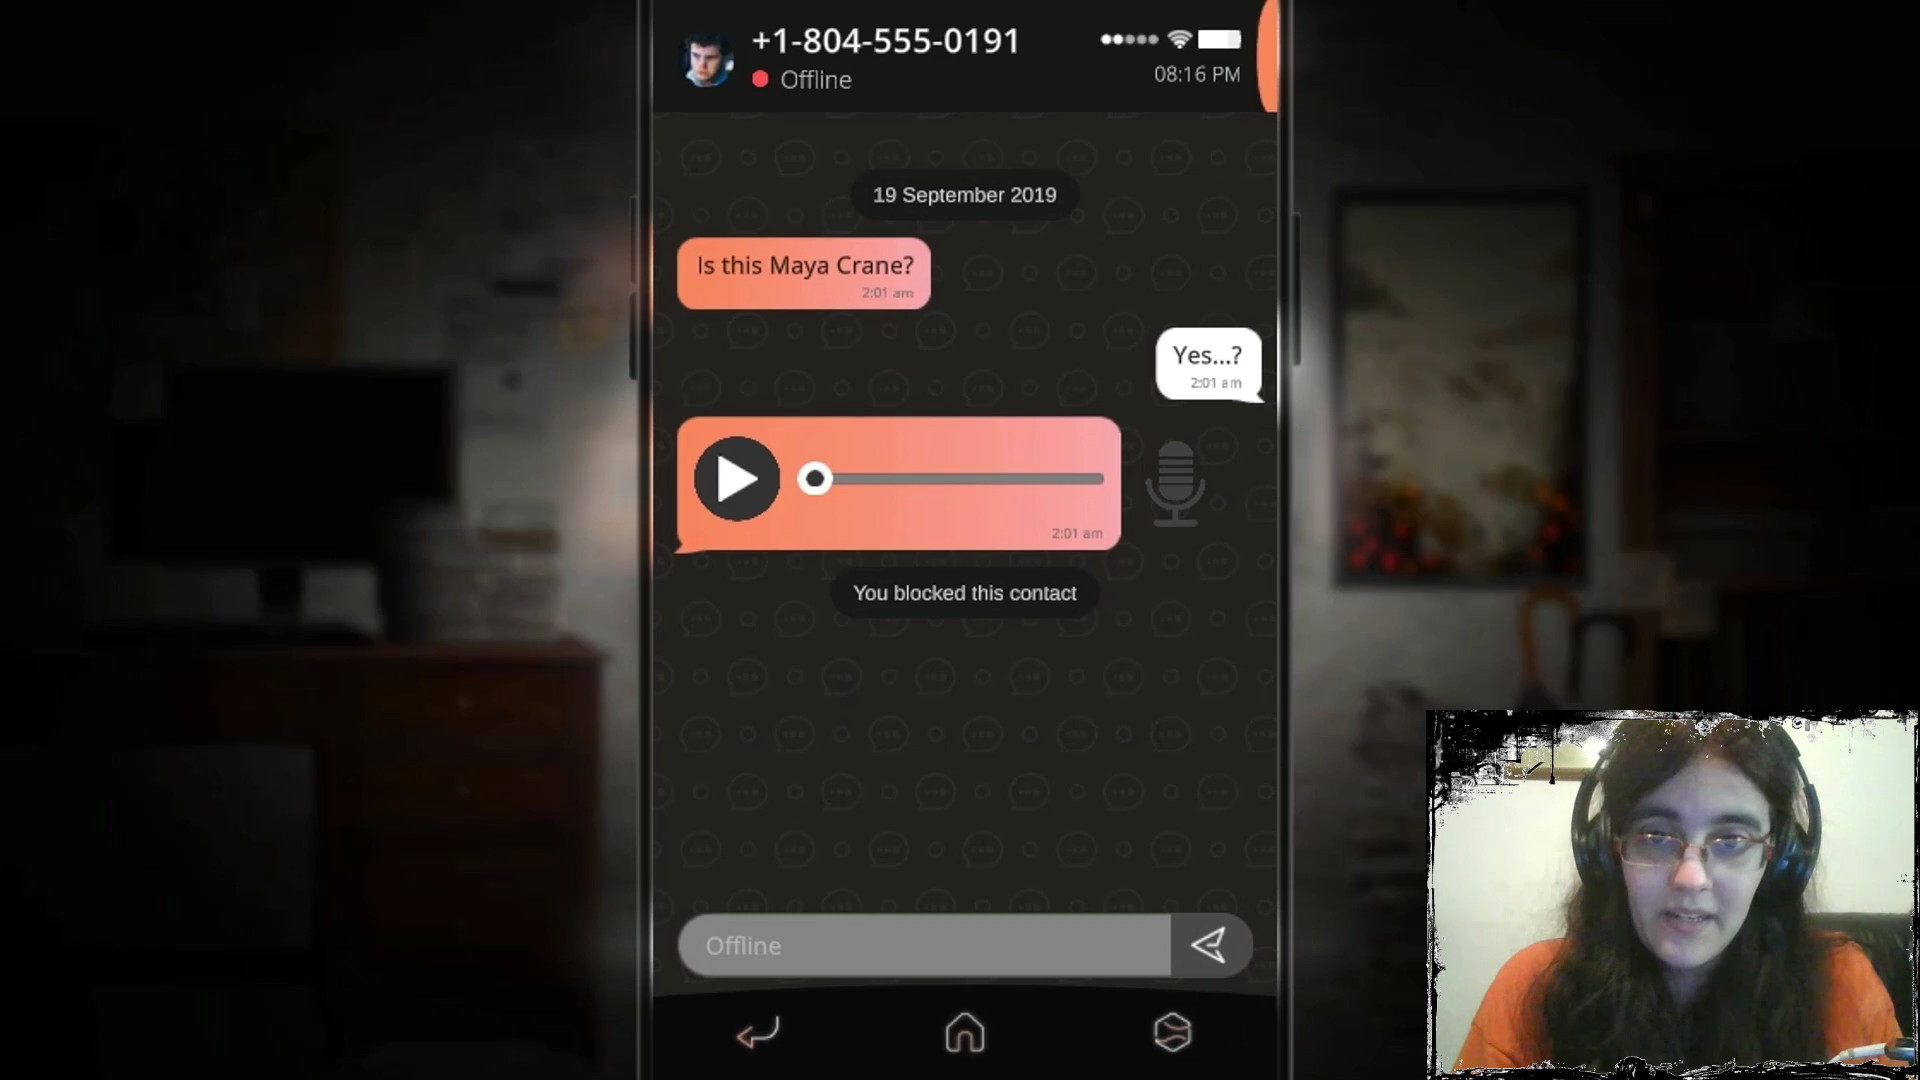 +1-804-555-0191
Offline
08:16 PM
19 September 2019
Is this Maya Crane?
2:01 am
Yes...?
2:01 am
2:01 am
You blocked this contact
Offline